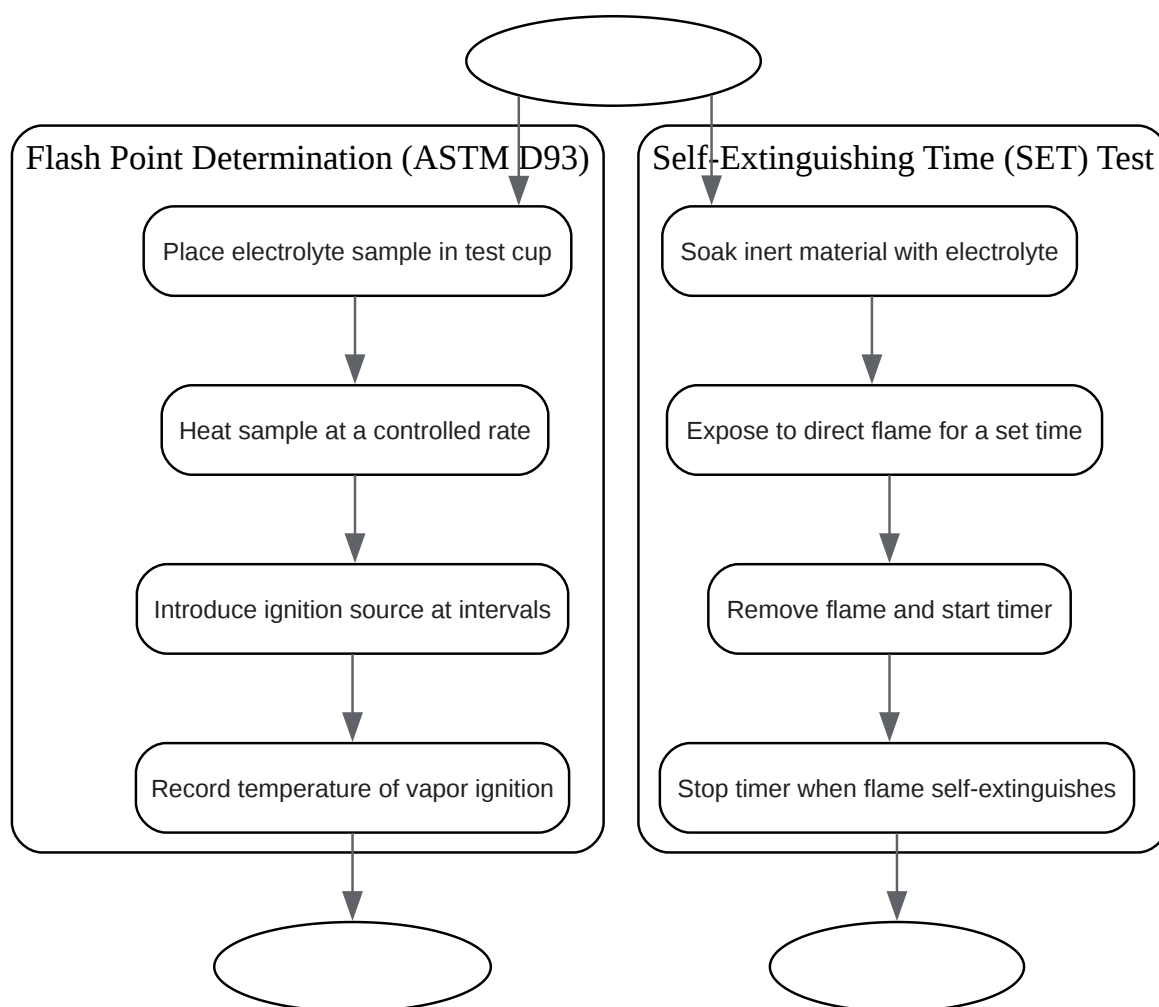 Flash Point Determination (ASTM D93)
Place electrolyte sample in test cup
Heat sample at a controlled rate
Introduce ignition source at intervals
Record temperature of vapor ignition
Self-Extinguishing Time (SET) Test
Soak inert material with electrolyte
Expose to direct flame for a set time
Remove flame and start timer
Stop timer when flame self-extinguishes